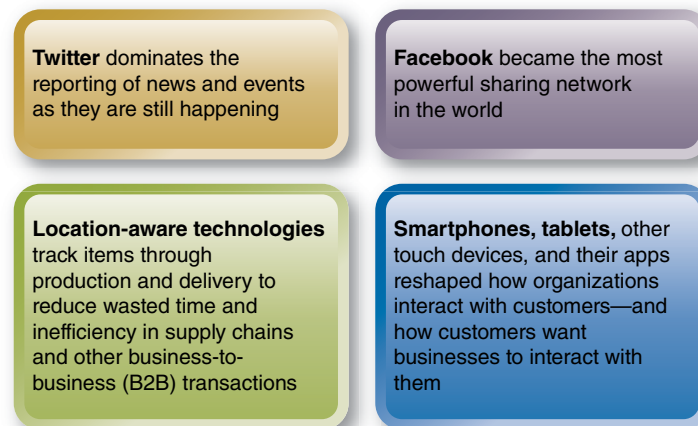 Twitter dominates the
reporting of news and events
as they are still happening
Facebook became the most
powerful sharing network
in the world
Location-aware technologies
track items through
production and delivery to
reduce wasted time and
inefficiency in supply chains
and other business-to-
business (B2B) transactions
Smartphones, tablets, other
touch devices, and their apps
reshaped how organizations
interact with customers—and
how customers want
businesses to interact with
them